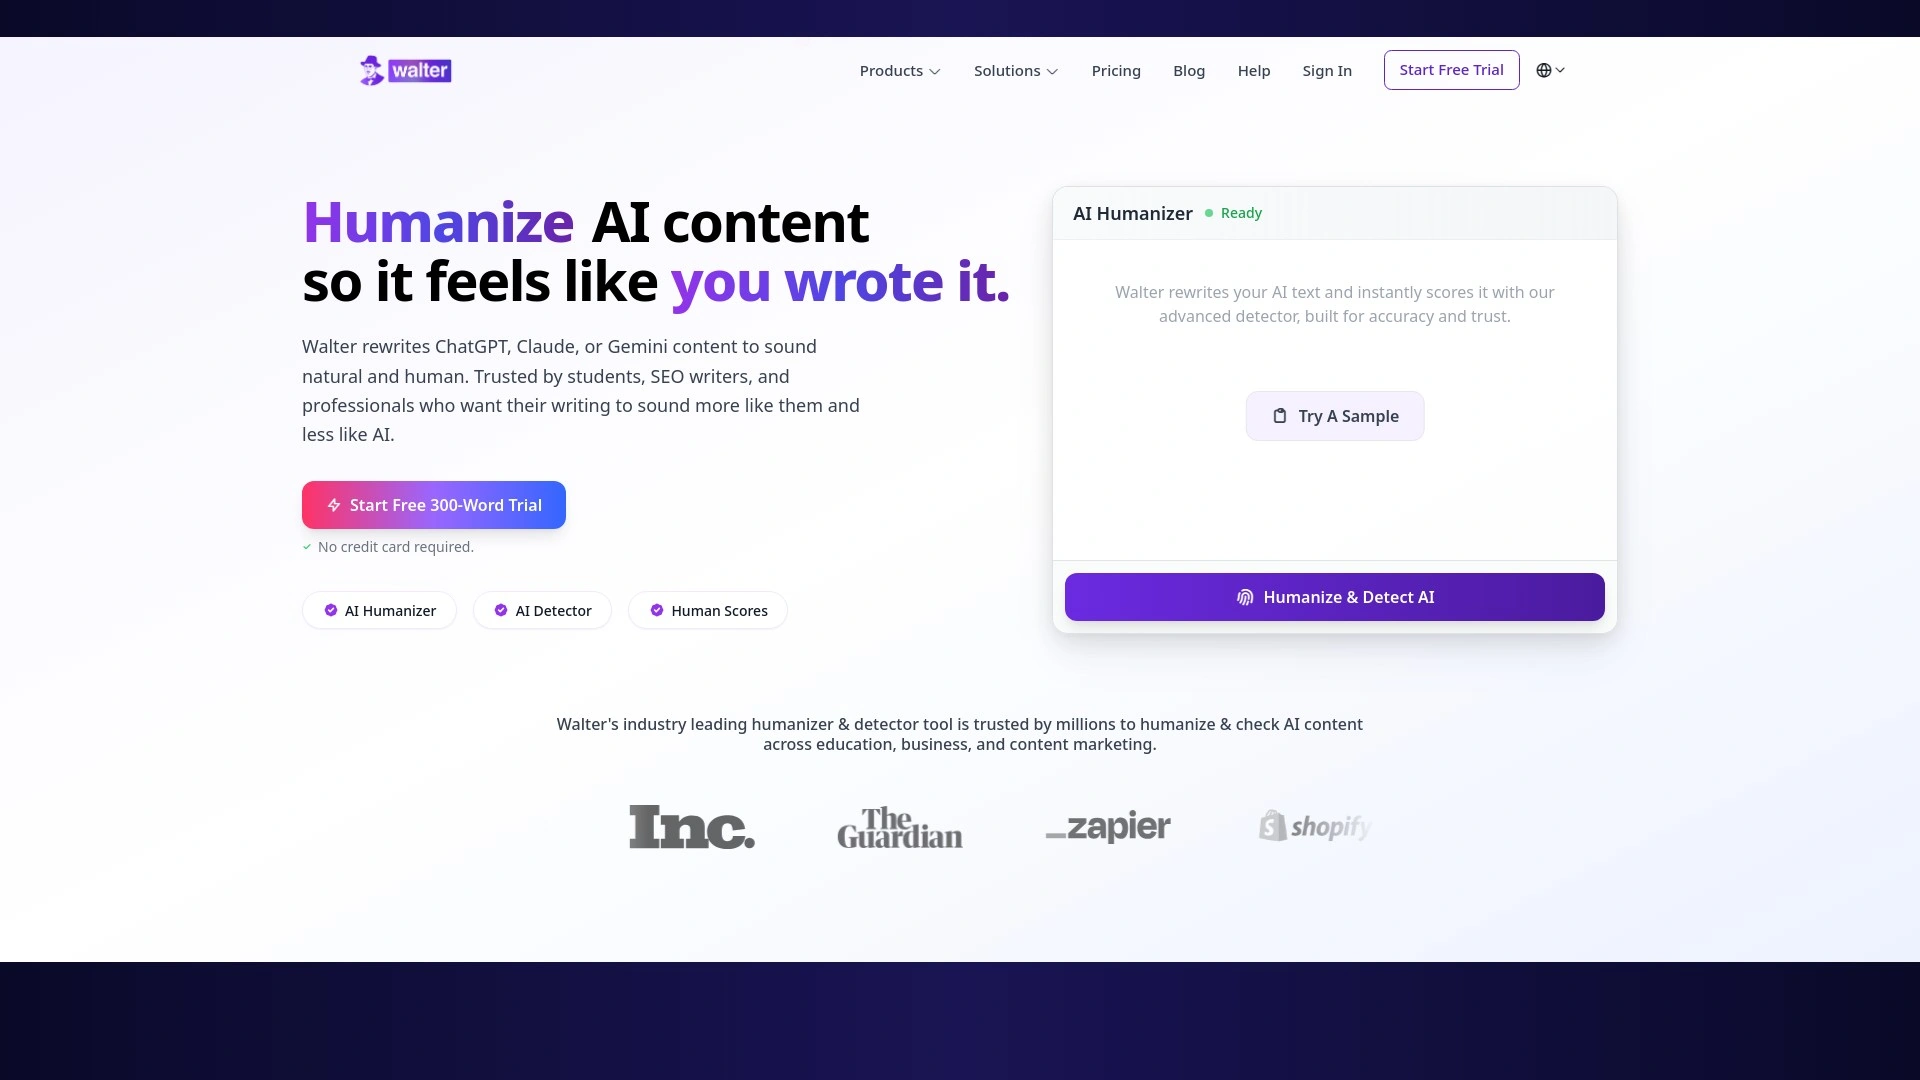 walter
Products
Solutions
Pricing
Blog
Help
Sign In
Start Free Trial
Humanize AI content
so it feels like you wrote it.
Walter rewrites ChatGPT, Claude, or Gemini content to sound
natural and human. Trusted by students, SEO writers, and
professionals who want their writing to sound more like them and
less like AI.
Start Free 300-Word Trial
No credit card required.
AI Humanizer
AI Detector
Human Scores
AI Humanizer
Ready
Walter rewrites your AI text and instantly scores it with our
advanced detector, built for accuracy and trust.
Try A Sample
Humanize & Detect AI
Walter's industry leading humanizer & detector tool is trusted by millions to humanize & check AI content
across education, business, and content marketing.
Inc.
The
Guardian
_zapier
shopify